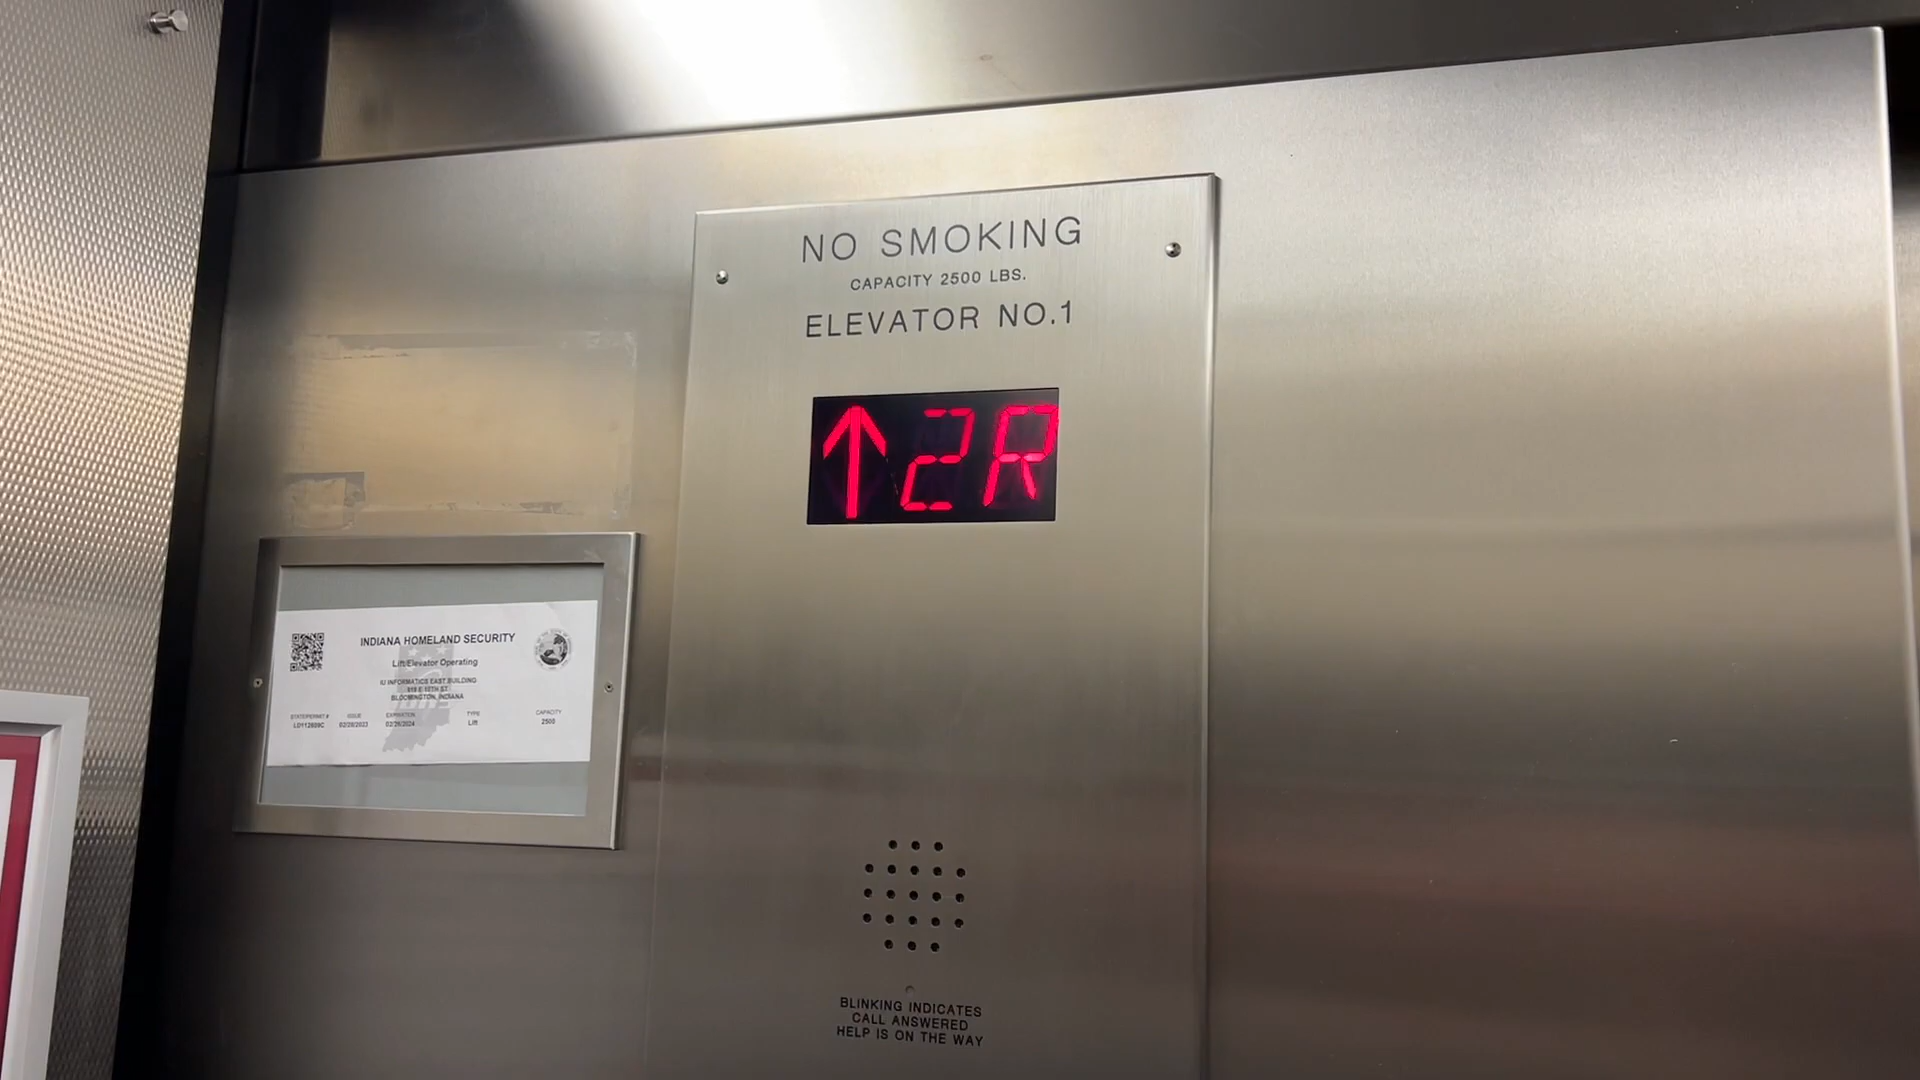 NO SMOKING
CAPACITY 2500 LBS.
ELEVATOR NO.1
↑2R
INDIANA HOMELAND SECURITY
Lift/Elevator Operating
IU INFORMATICS EAST BUILDING
919 E 10TH ST
BLOOMINGTON, INDIANA
STATE/PERMIT # ISSUE EXPIRATION TYPE CAPACITY
02/28/2023 02/26/2024 Lift 2500
BLINKING INDICATES
CALL ANSWERED
HELP IS ON THE WAY